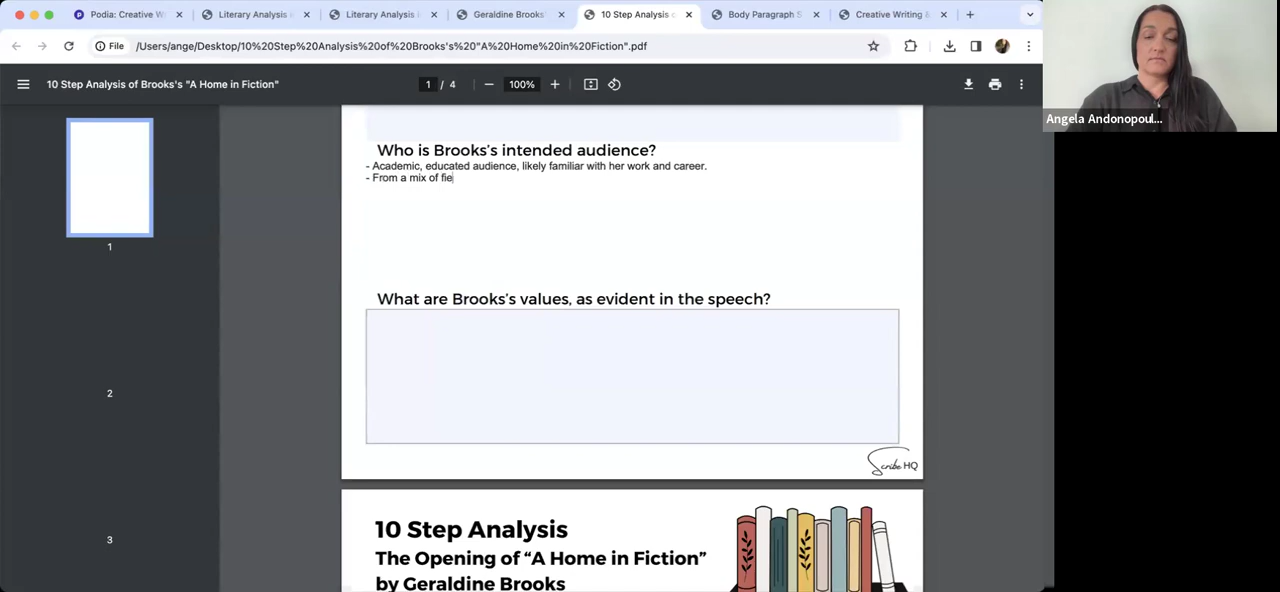 Podia: Creative W
Literary Analysis
Literary Analysis
Geraldine Brooks
10 Step Analysis
Body Paragraph S
Creative Writing &
File
/Users/ange/Desktop/10%20Step%20Analysis%20of%20Brooks's%20"A%20Home%20in%20Fiction".pdf
10 Step Analysis of Brooks's "A Home in Fiction"
1 / 4
100%
Angela Andonopoul...
Who is Brooks's intended audience?
- Academic, educated audience, likely familiar with her work and career.
- From a mix of fie
1
What are Brooks's values, as evident in the speech?
2
Scribe HQ
10 Step Analysis
The Opening of “A Home in Fiction”
by Geraldine Brooks
3